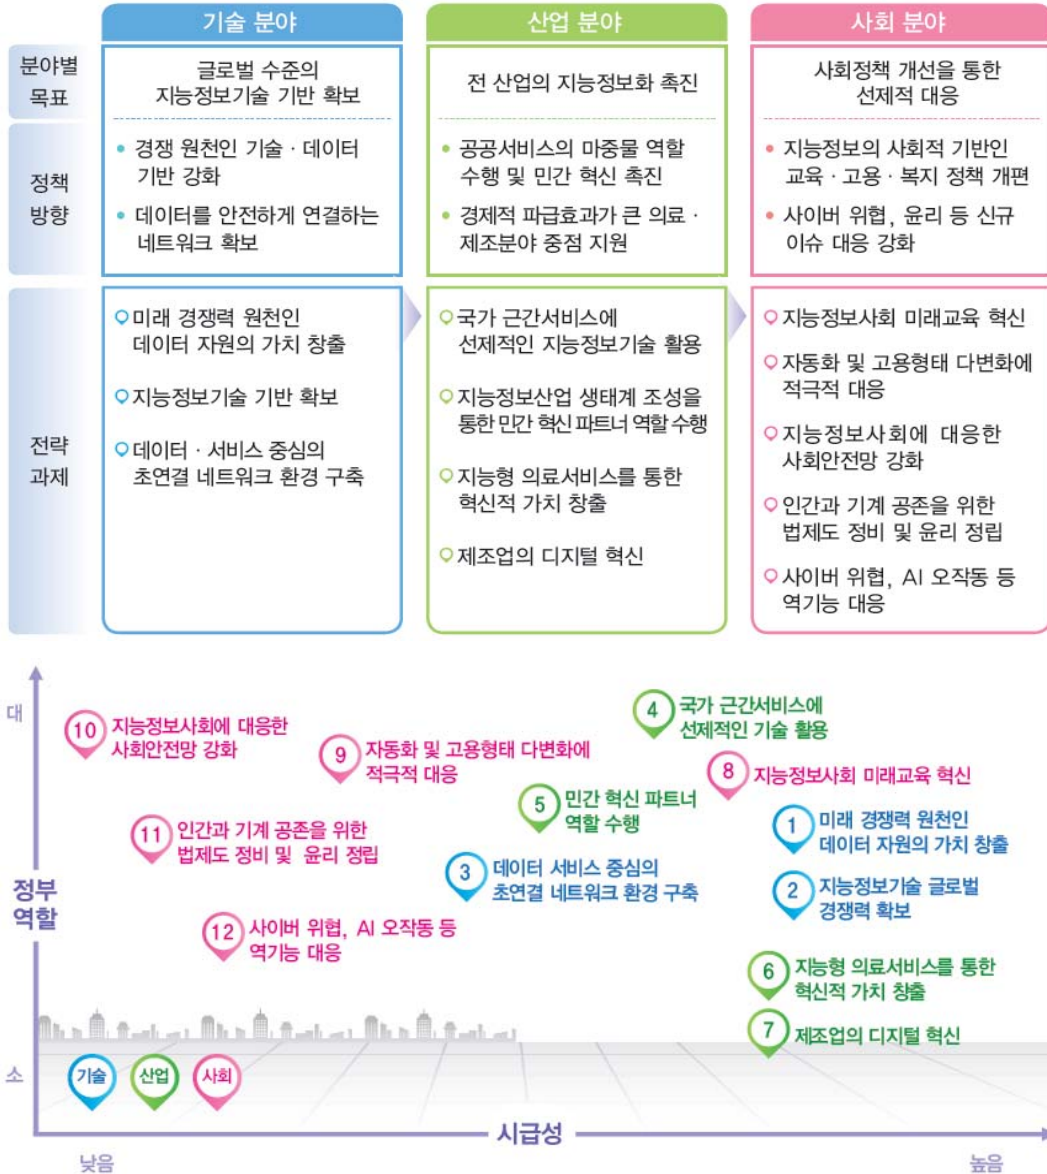 기술 분야
산업 분야
사회 분야
분야별
목표
글로벌 수준의
지능정보기술 기반 확보
전 산업의 지능정보화 촉진
사회정책 개선을 통한
선제적 대응
정책
방향
• 경쟁 원천인 기술 · 데이터
기반 강화
• 데이터를 안전하게 연결하는
네트워크 확보
• 공공서비스의 마중물 역할
수행 및 민간 혁신 촉진
• 경제적 파급효과가 큰 의료 ·
제조분야 중점 지원
• 지능정보의 사회적 기반인
교육 · 고용 · 복지 정책 개편
• 사이버 위협, 윤리 등 신규
이슈 대응 강화
전략
과제
미래 경쟁력 원천인
데이터 자원의 가치 창출
지능정보기술 기반 확보
데이터 · 서비스 중심의
초연결 네트워크 환경 구축
국가 근간서비스에
선제적인 지능정보기술 활용
지능정보산업 생태계 조성을
통한 민간 혁신 파트너 역할 수행
지능형 의료서비스를 통한
혁신적 가치 창출
제조업의 디지털 혁신
지능정보사회 미래교육 혁신
자동화 및 고용형태 다변화에
적극적 대응
지능정보사회에 대응한
사회안전망 강화
인간과 기계 공존을 위한
법제도 정비 및 윤리 정립
사이버 위협, AI 오작동 등
역기능 대응
대
정부
역할
소
10 지능정보사회에 대응한
사회안전망 강화
9 자동화 및 고용형태 다변화에
적극적 대응
4 국가 근간서비스에
선제적인 기술 활용
8 지능정보사회 미래교육 혁신
5 민간 혁신 파트너
역할 수행
1 미래 경쟁력 원천인
데이터 자원의 가치 창출
11 인간과 기계 공존을 위한
법제도 정비 및 윤리 정립
3 데이터 서비스 중심의
초연결 네트워크 환경 구축
2 지능정보기술 글로벌
경쟁력 확보
12 사이버 위협, AI 오작동 등
역기능 대응
6 지능형 의료서비스를 통한
혁신적 가치 창출
7 제조업의 디지털 혁신
기술
산업
사회
시급성
낮음
높음